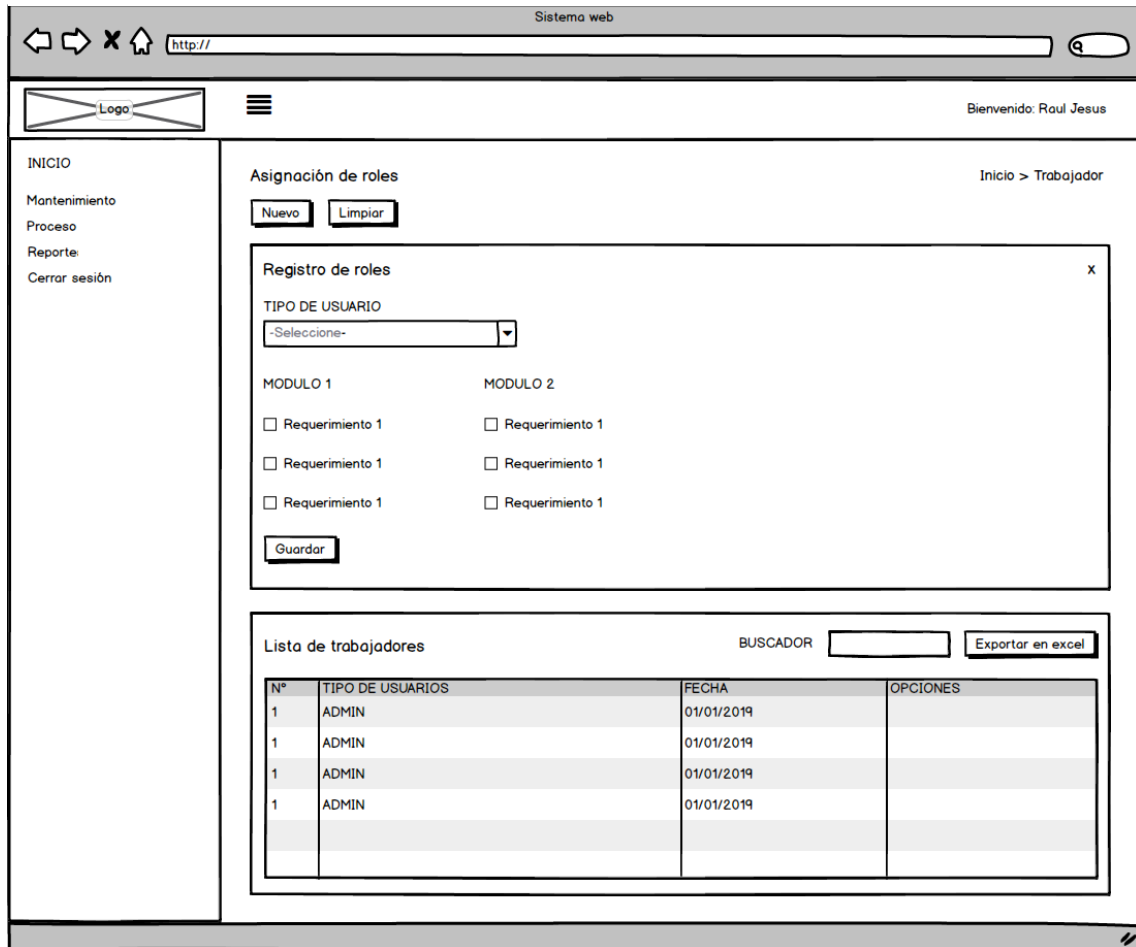 Sistema web
http://
Logo
Bienvenido: Raul Jesus
INICIO
Mantenimiento
Proceso
Reporte
Cerrar sesión
Asignación de roles
Inicio > Trabajador
Nuevo
Limpiar
Registro de roles
x
TIPO DE USUARIO
-Seleccione-
MODULO 1
MODULO 2
Requerimiento 1
Requerimiento 1
Requerimiento 1
Requerimiento 1
Requerimiento 1
Requerimiento 1
Guardar
Lista de trabajadores
BUSCADOR
Exportar en excel
N° TIPO DE USUARIOS FECHA OPCIONES
1 ADMIN 01/01/2019
1 ADMIN 01/01/2019
1 ADMIN 01/01/2019
1 ADMIN 01/01/2019